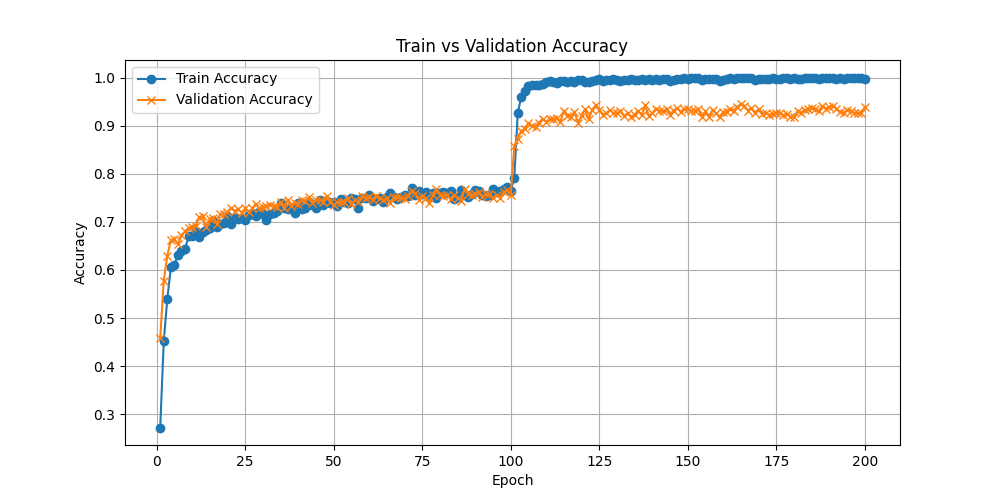 Train vs Validation Accuracy
Train Accuracy
Validation Accuracy
1.0
0.9
0.8
0.7
0.6
0.5
0.4
0.3
Accuracy
0 25 50 75 100 125 150 175 200
Epoch